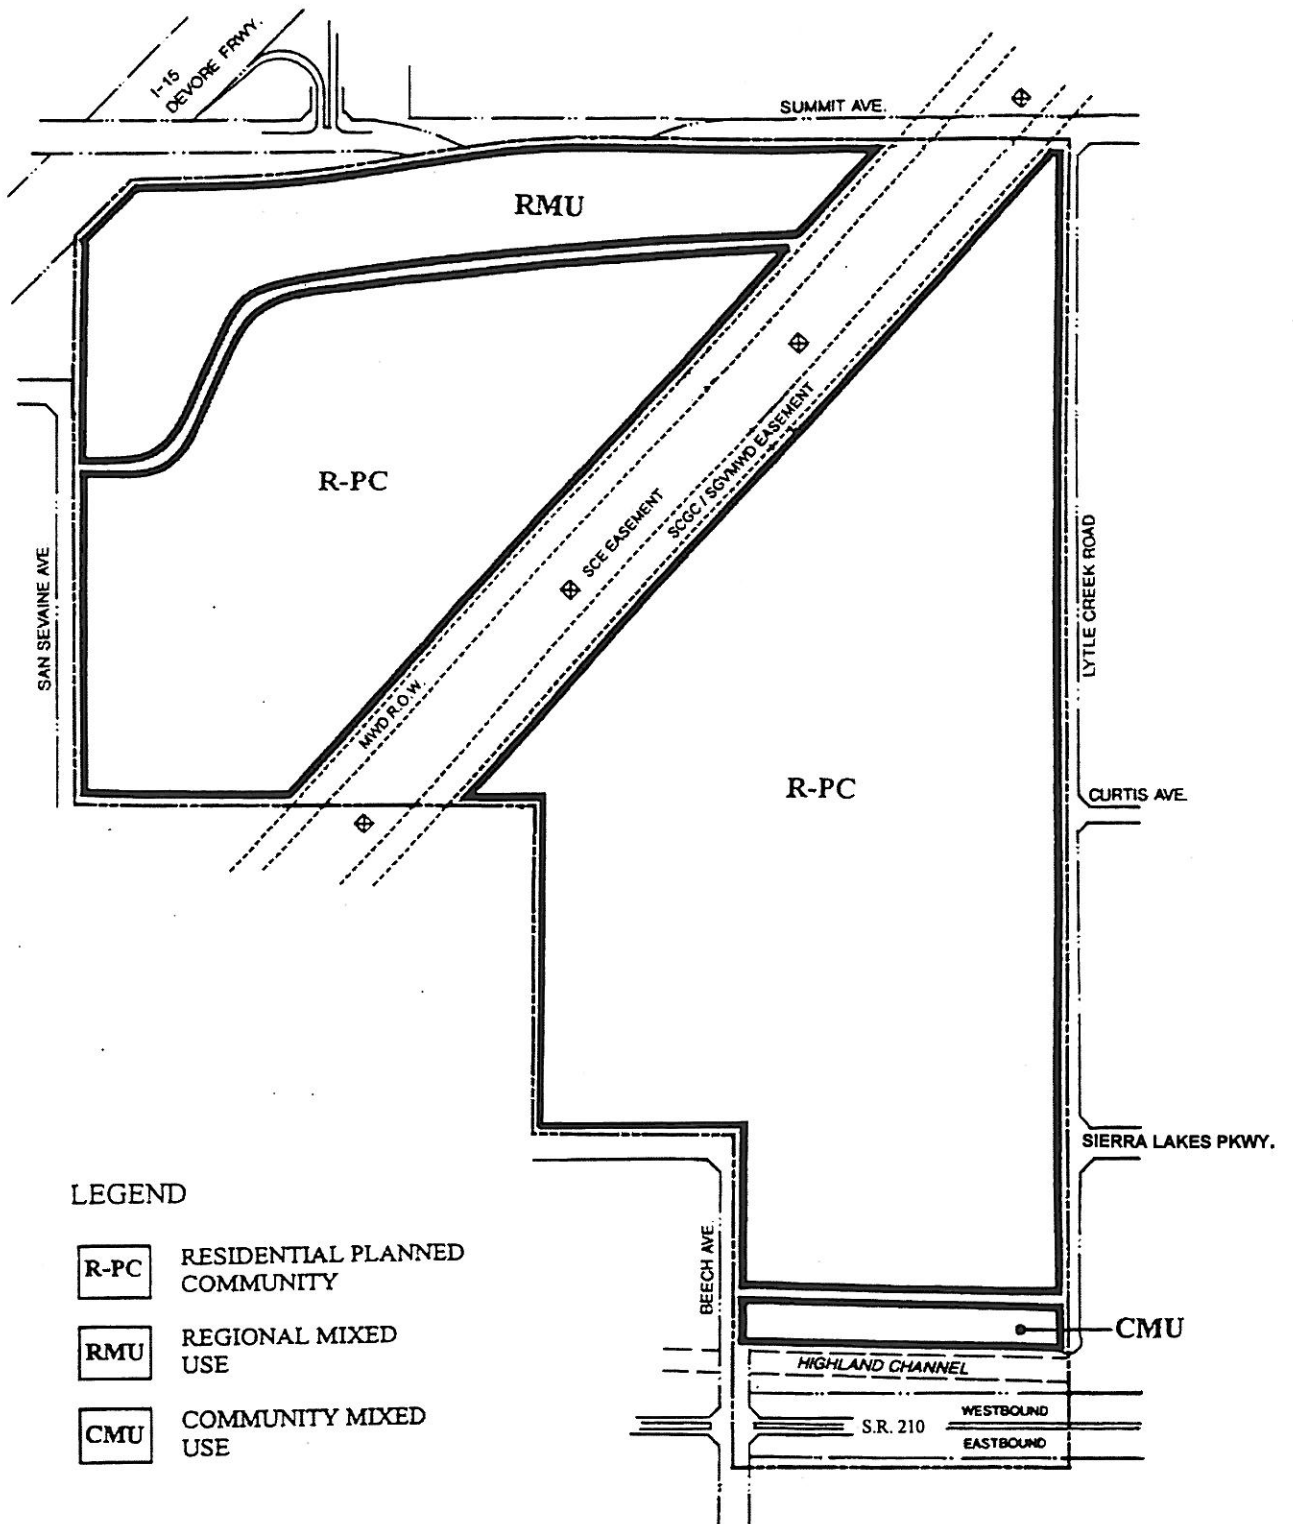 I-15
DEVORE FRWY.
SUMMIT AVE.
RMU
R-PC
SCGC / SGVMWD EASEMENT
SCE EASEMENT
MWD R.O.W.
SAN SEVAINE AVE
LYTLE CREEK ROAD
R-PC
CURTIS AVE.
SIERRA LAKES PKWY.
BEECH AVE.
CMU
HIGHLAND CHANNEL
WESTBOUND
S.R. 210
EASTBOUND
LEGEND
R-PC
RESIDENTIAL PLANNED
COMMUNITY
RMU
REGIONAL MIXED
USE
CMU
COMMUNITY MIXED
USE